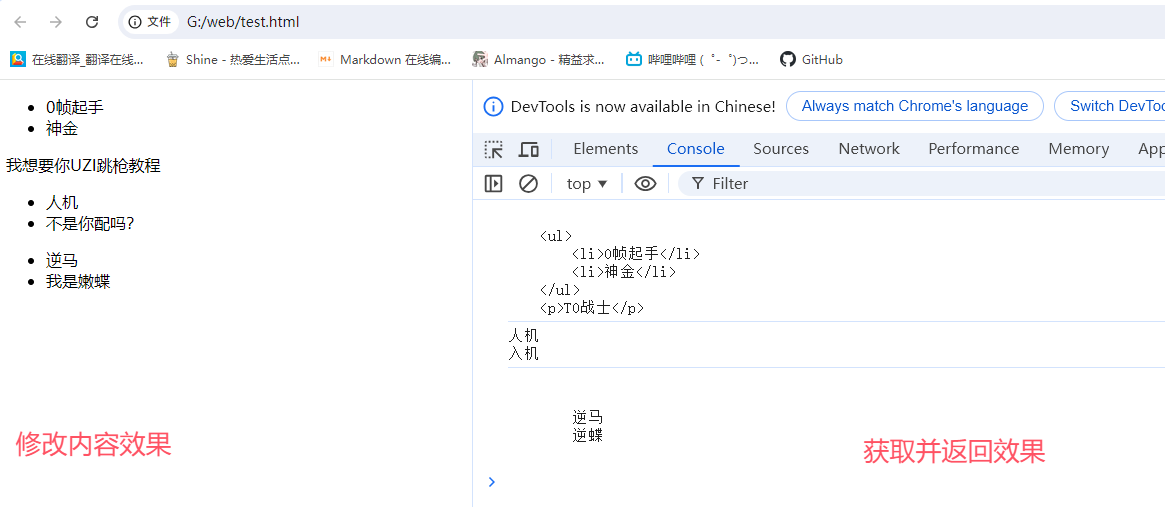 文件 G:/web/test.html
在线翻译_翻译在线... Shine - 热爱生活点... Markdown 在线编... Almango - 精益求... 哔哩哔哩 (゜-゜)つ... GitHub
0帧起手
神金
我想要你UZI跳枪教程
人机
不是你配吗?
逆马
我是嫩蝶
修改内容效果
DevTools is now available in Chinese! Always match Chrome's language Switch DevToo
Elements Console Sources Network Performance Memory App
top ▼ Filter
<ul>
<li>0帧起手</li>
<li>神金</li>
</ul>
<p>T0战士</p>
人机
入机
逆马
逆蝶
获取并返回效果